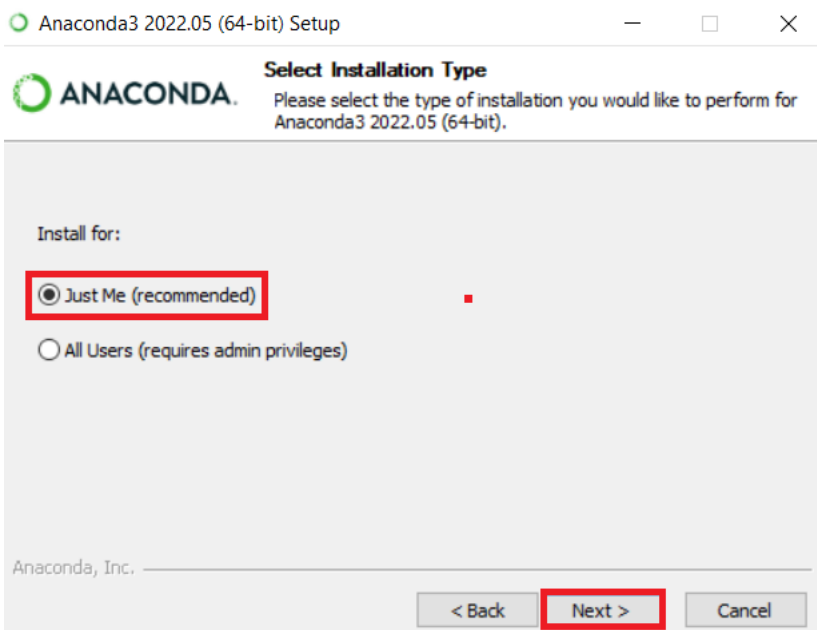 Anaconda3 2022.05 (64-bit) Setup
ANACONDA.
Select Installation Type
Please select the type of installation you would like to perform for
Anaconda3 2022.05 (64-bit).
Install for:
Just Me (recommended)
All Users (requires admin privileges)
Anaconda, Inc.
< Back Next > Cancel